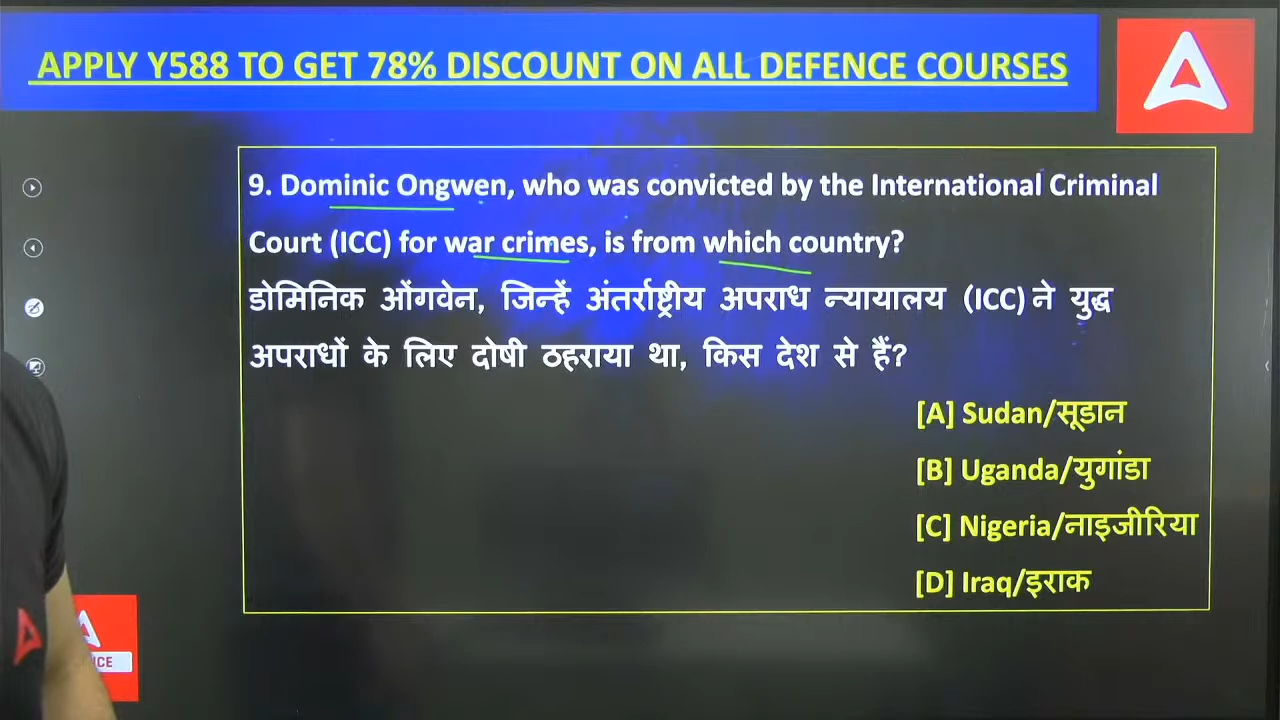 APPLY Y588 TO GET 78% DISCOUNT ON ALL DEFENCE COURSES
9. Dominic Ongwen, who was convicted by the International Criminal
Court (ICC) for war crimes, is from which country?
डोमिनिक ओंगवेन, जिन्हें अंतर्राष्ट्रीय अपराध न्यायालय (ICC) ने युद्ध
अपराधों के लिए दोषी ठहराया था, किस देश से हैं?
[A] Sudan/सूडान
[B] Uganda/युगांडा
[C] Nigeria/नाइजीरिया
[D] Iraq/इराक